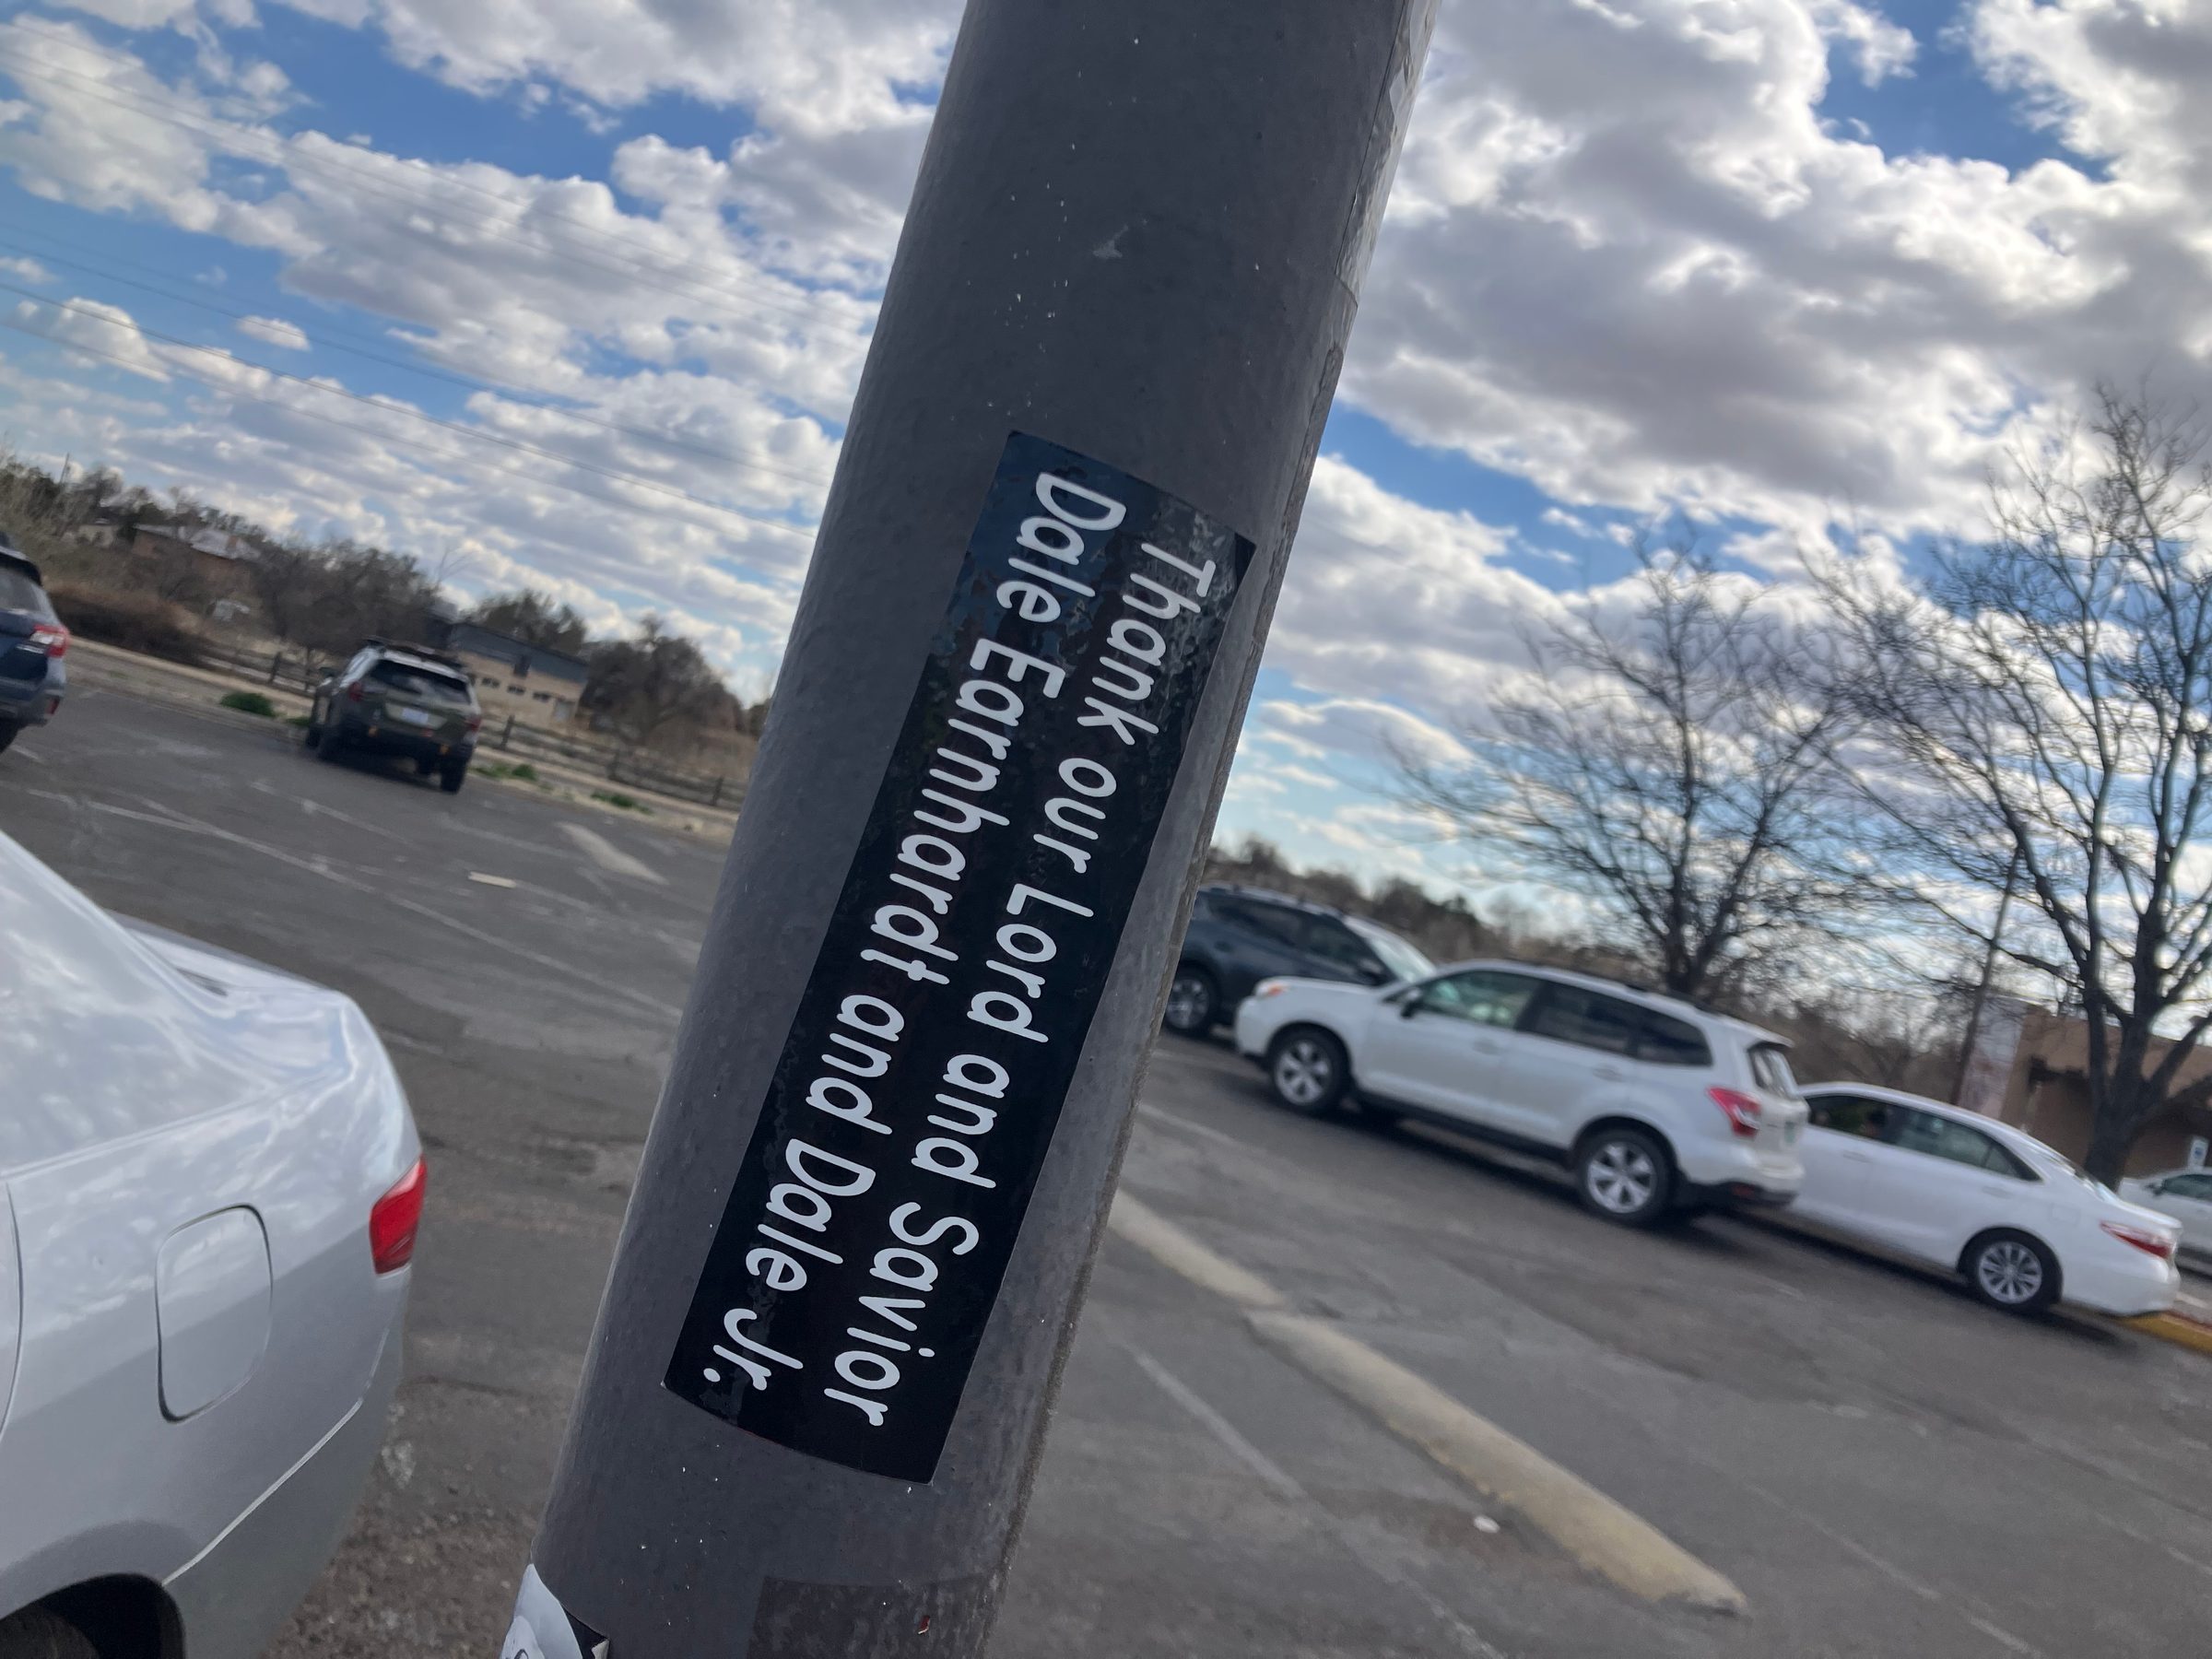 Thank our Lord and Savior
Dale Earnhardt and Dale Jr.